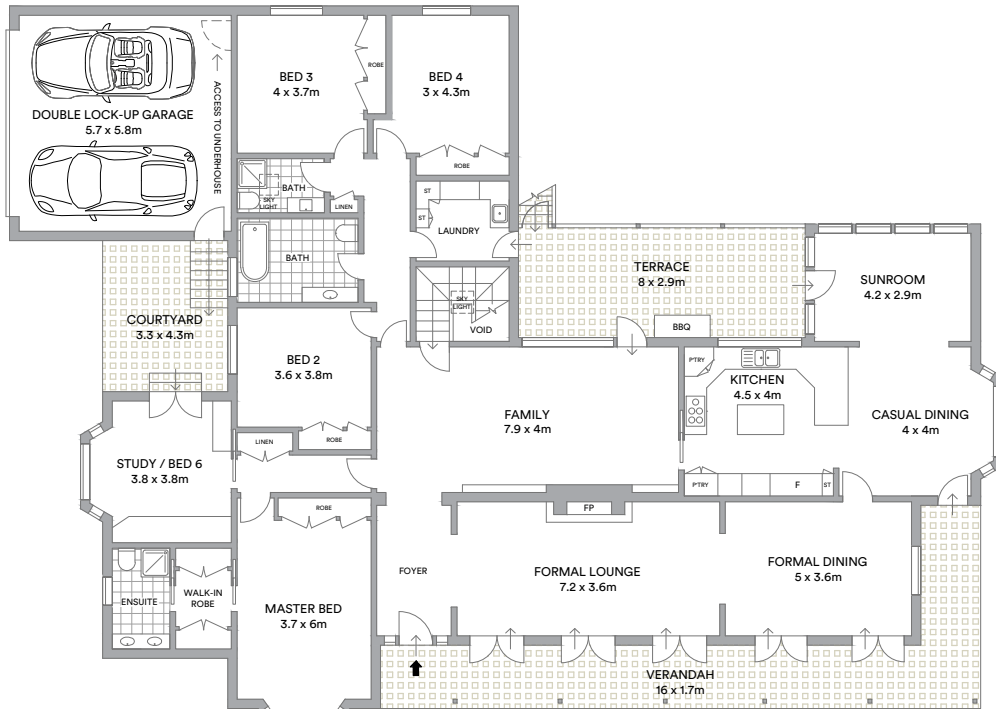 DOUBLE LOCK-UP GARAGE
5.7 x 5.8m
ACCESS TO UNDERHOUSE
BED 3
4 x 3.7m
ROBE
BED 4
3 x 4.3m
ROBE
BATH
SKY
LIGHT
LINEN
ST
ST
LAUNDRY
BATH
TERRACE
8 x 2.9m
BBQ
SUNROOM
4.2 x 2.9m
COURTYARD
3.3 x 4.3m
SKY
LIGHT
VOID
BED 2
3.6 x 3.8m
ROBE
LINEN
FAMILY
7.9 x 4m
P'TRY
KITCHEN
4.5 x 4m
P'TRY
F
ST
CASUAL DINING
4 x 4m
STUDY / BED 6
3.8 x 3.8m
ROBE
FP
FOYER
FORMAL LOUNGE
7.2 x 3.6m
FORMAL DINING
5 x 3.6m
ENSUITE
WALK-IN
ROBE
MASTER BED
3.7 x 6m
VERANDAH
16 x 1.7m